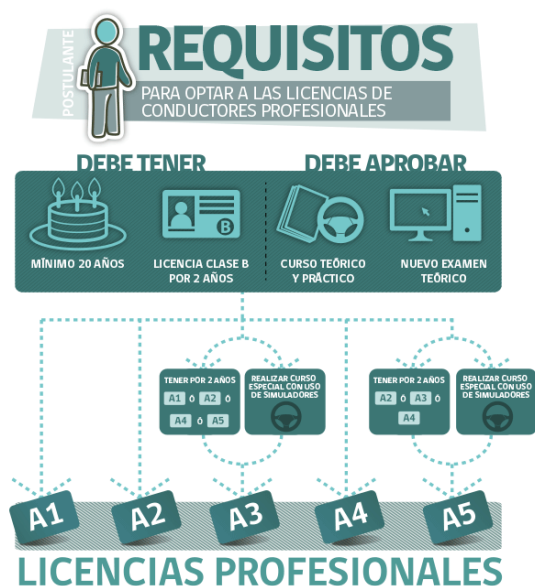 POSTULANTE
REQUISITOS
PARA OPTAR A LAS LICENCIAS DE
CONDUCTORES PROFESIONALES
DEBE TENER
DEBE APROBAR
B
MÍNIMO 20 AÑOS
LICENCIA CLASE B
POR 2 AÑOS
CURSO TEÓRICO
Y PRÁCTICO
NUEVO EXAMEN
TEÓRICO
TENER POR 2 AÑOS
A1 ó A2 ó
A4 ó A5
REALIZAR CURSO
ESPECIAL CON USO
DE SIMULADORES
TENER POR 2 AÑOS
A2 ó A3 ó
A4
REALIZAR CURSO
ESPECIAL CON USO
DE SIMULADORES
A1
A2
A3
A4
A5
LICENCIAS PROFESIONALES